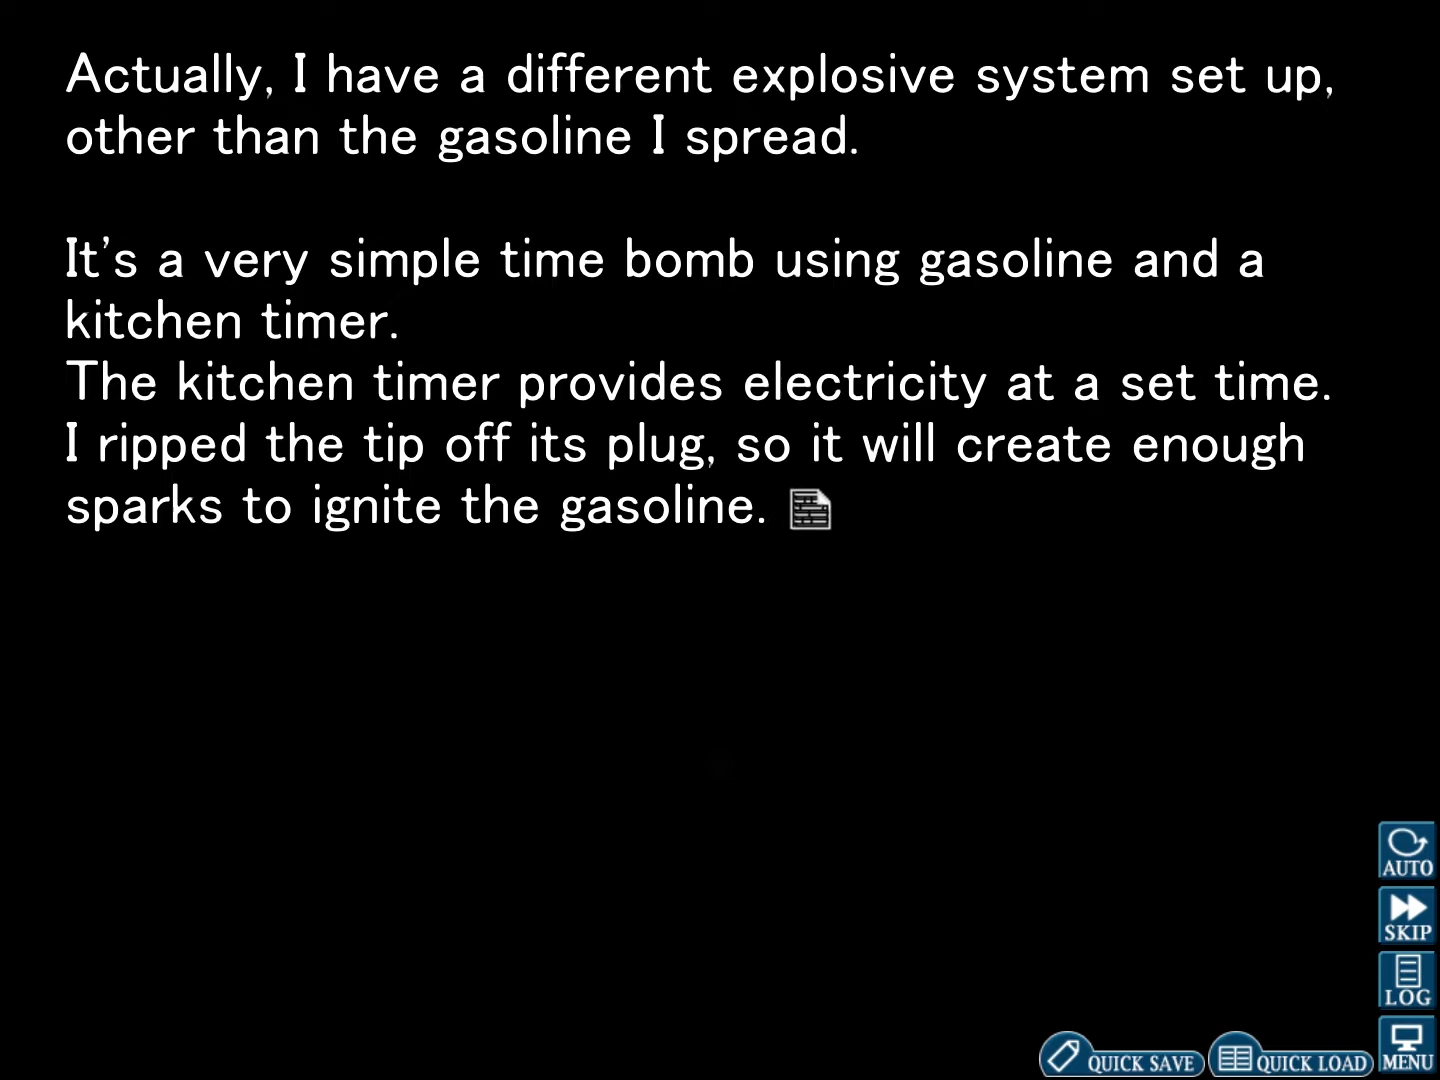 Actually, I have a different explosive system set up,
other than the gasoline I spread.
It's a very simple time bomb using gasoline and a
kitchen timer.
The kitchen timer provides electricity at a set time.
I ripped the tip off its plug, so it will create enough
sparks to ignite the gasoline.
AUTO
SKIP
LOG
QUICK SAVE
QUICK LOAD
MENU